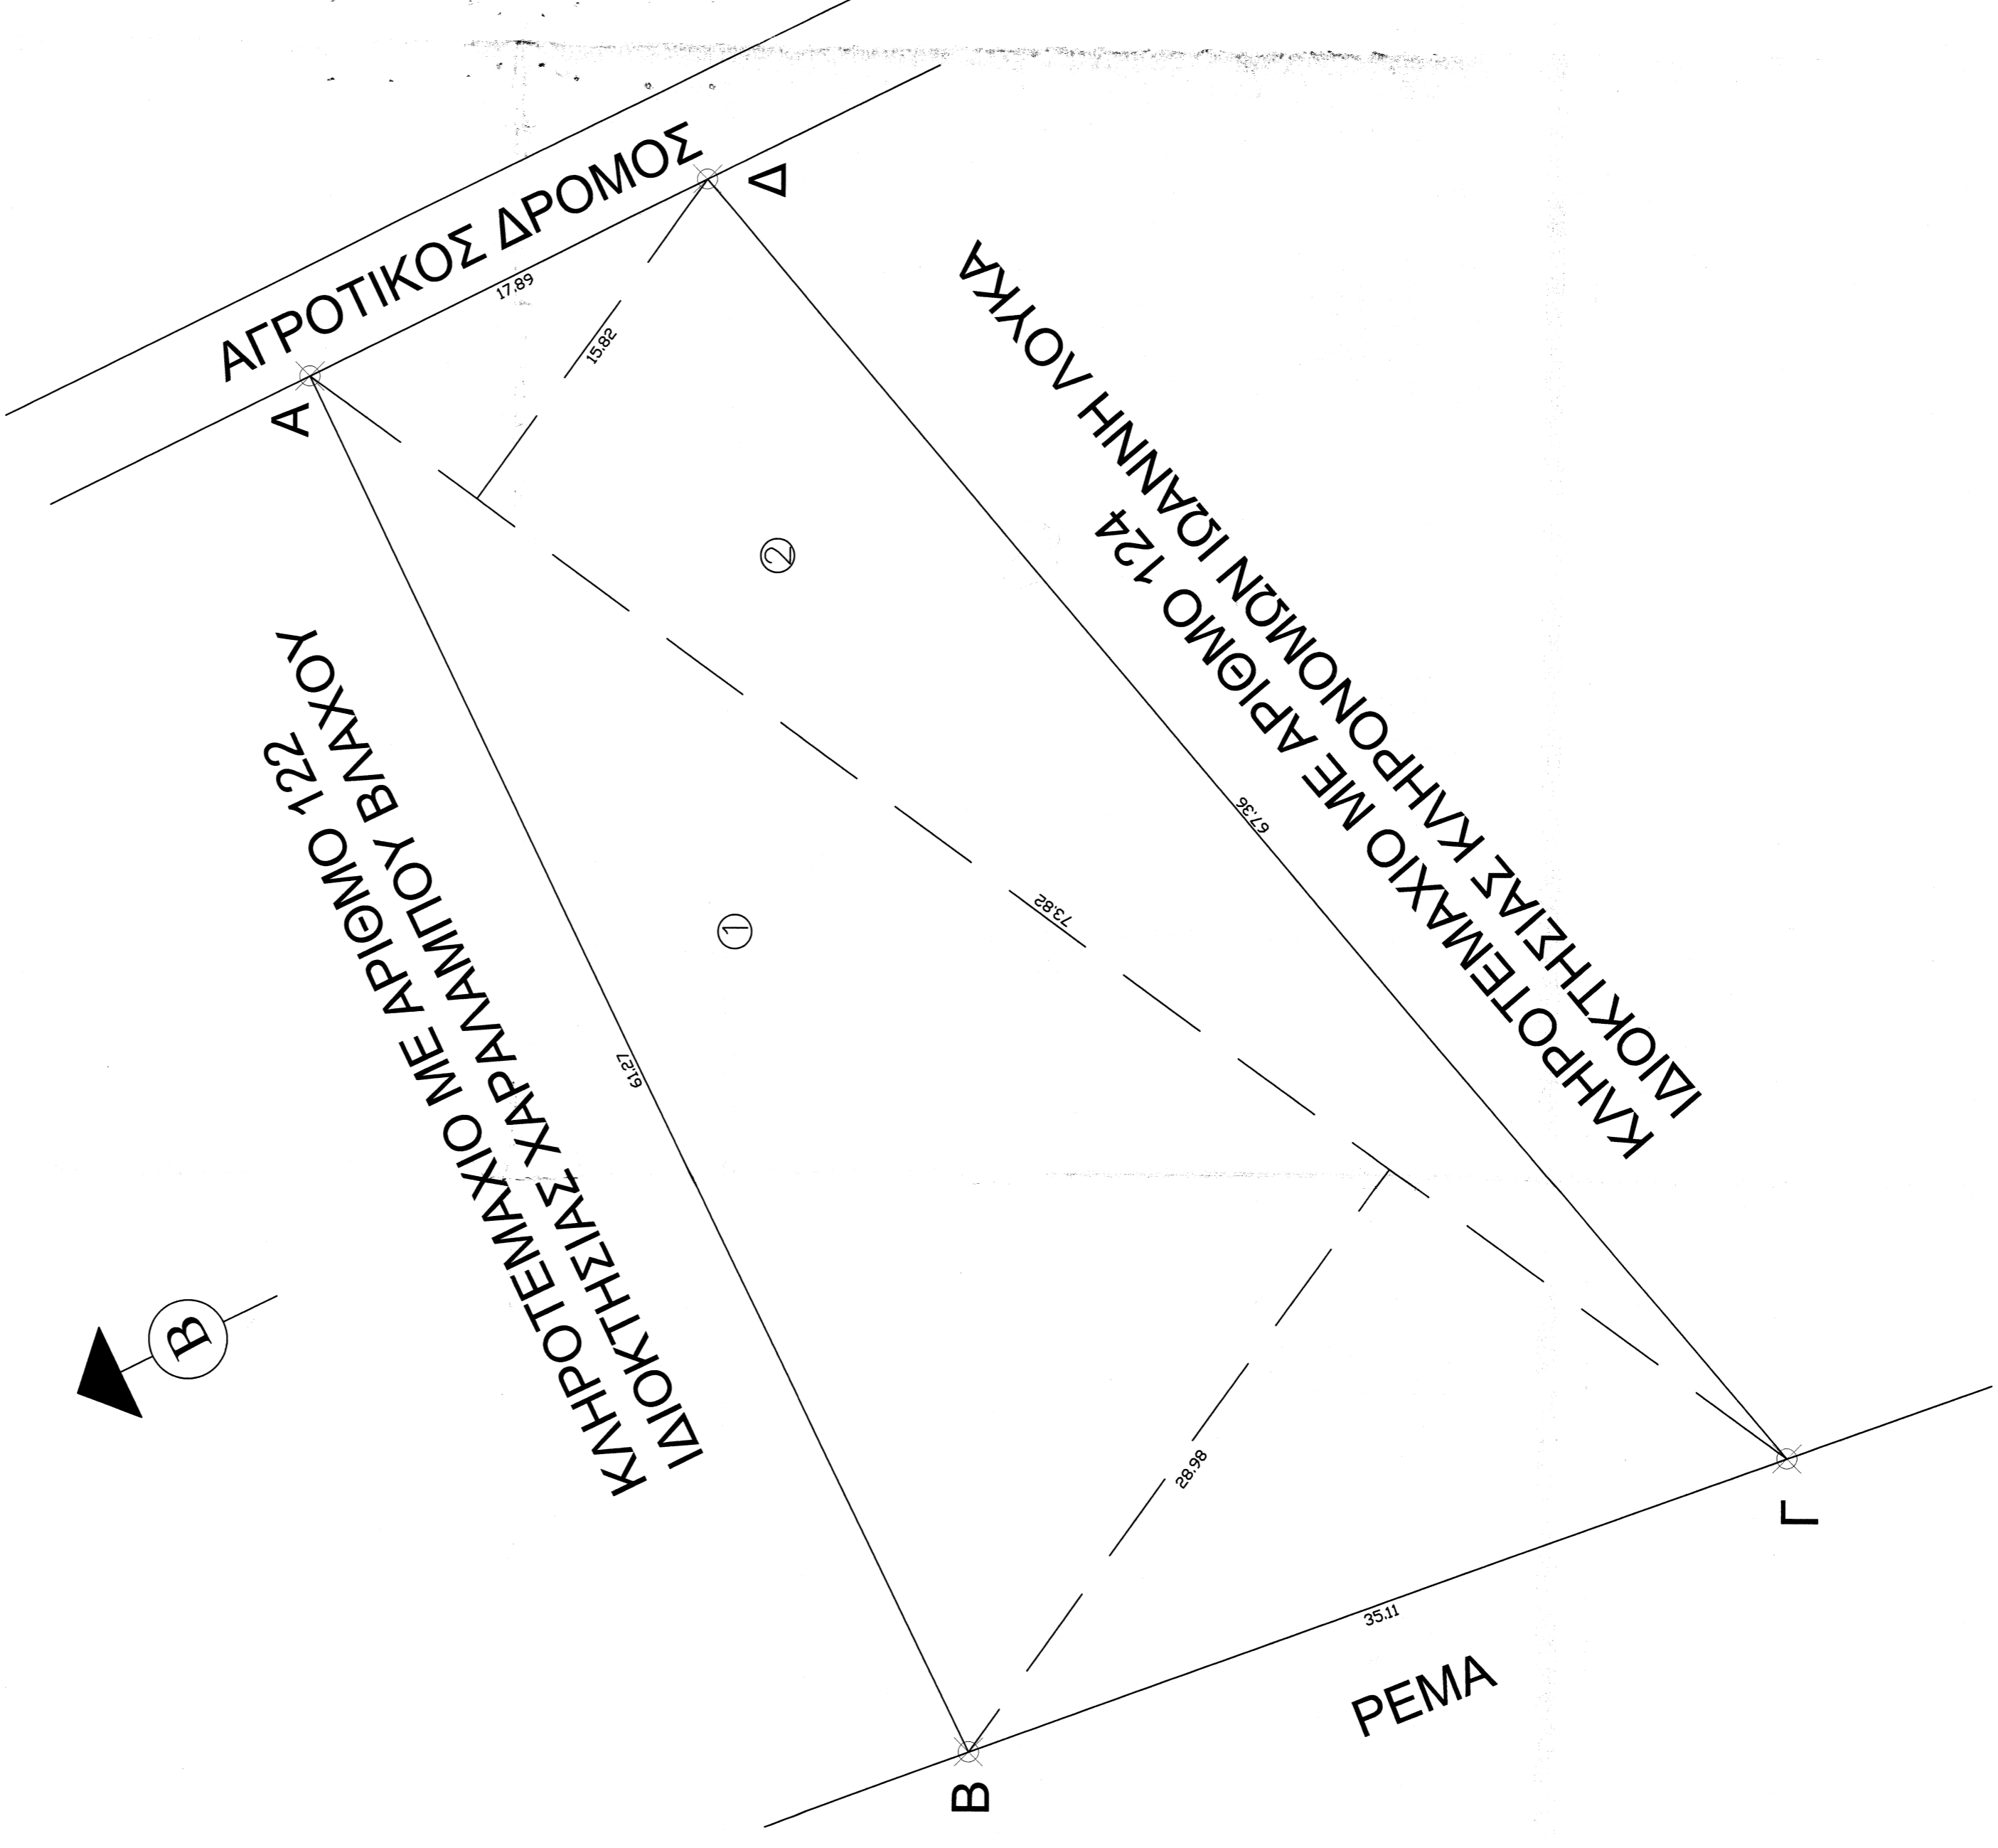 ΑΓΡΟΤΙΚΟΣ ΔΡΟΜΟΣ
Α
Δ
17.89
15.82
ΚΛΗΡΟΤΕΜΑΧΙΟ ΜΕ ΑΡΙΘΜΟ 122
ΙΔΙΟΚΤΗΣΙΑΣ ΧΑΡΑΛΑΜΠΟΥ ΒΛΑΧΟΥ
61.27
1
2
73.82
67.36
ΚΛΗΡΟΤΕΜΑΧΙΟ ΜΕ ΑΡΙΘΜΟ 124
ΙΔΙΟΚΤΗΣΙΑΣ ΚΛΗΡΟΝΟΜΩΝ ΙΩΑΝΝΗ ΛΟΥΚΑ
Β
28.98
35.11
Γ
Β
ΡΕΜΑ